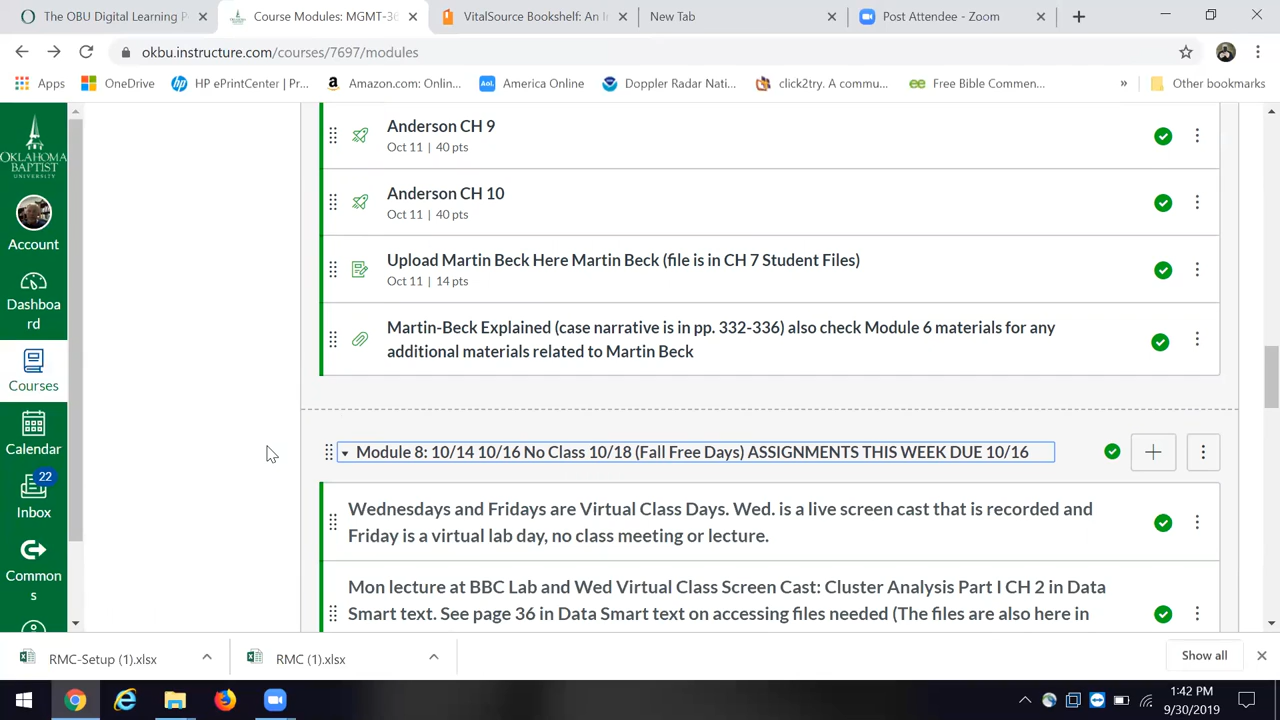 The OBU Digital Learning P
Course Modules: MGMT-36
VitalSource Bookshelf: An In
New Tab
Post Attendee - Zoom
okbu.instructure.com/courses/7697/modules
Apps
OneDrive
HP ePrintCenter | Pr...
Amazon.com: Onlin...
Aol.
America Online
Doppler Radar Nati...
click2try. A commu...
Free Bible Commen...
»
Other bookmarks
OKLAHOMA
BAPTIST
UNIVERSITY
Account
Dashboa
rd
Courses
Calendar
22
Inbox
Common
s
Anderson CH 9
Oct 11 | 40 pts
Anderson CH 10
Oct 11 | 40 pts
Upload Martin Beck Here Martin Beck (file is in CH 7 Student Files)
Oct 11 | 14 pts
Martin-Beck Explained (case narrative is in pp. 332-336) also check Module 6 materials for any
additional materials related to Martin Beck
Module 8: 10/14 10/16 No Class 10/18 (Fall Free Days) ASSIGNMENTS THIS WEEK DUE 10/16
Wednesdays and Fridays are Virtual Class Days. Wed. is a live screen cast that is recorded and
Friday is a virtual lab day, no class meeting or lecture.
Mon lecture at BBC Lab and Wed Virtual Class Screen Cast: Cluster Analysis Part I CH 2 in Data
Smart text. See page 36 in Data Smart text on accessing files needed (The files are also here in
RMC-Setup (1).xlsx
RMC (1).xlsx
Show all
1:42 PM
9/30/2019